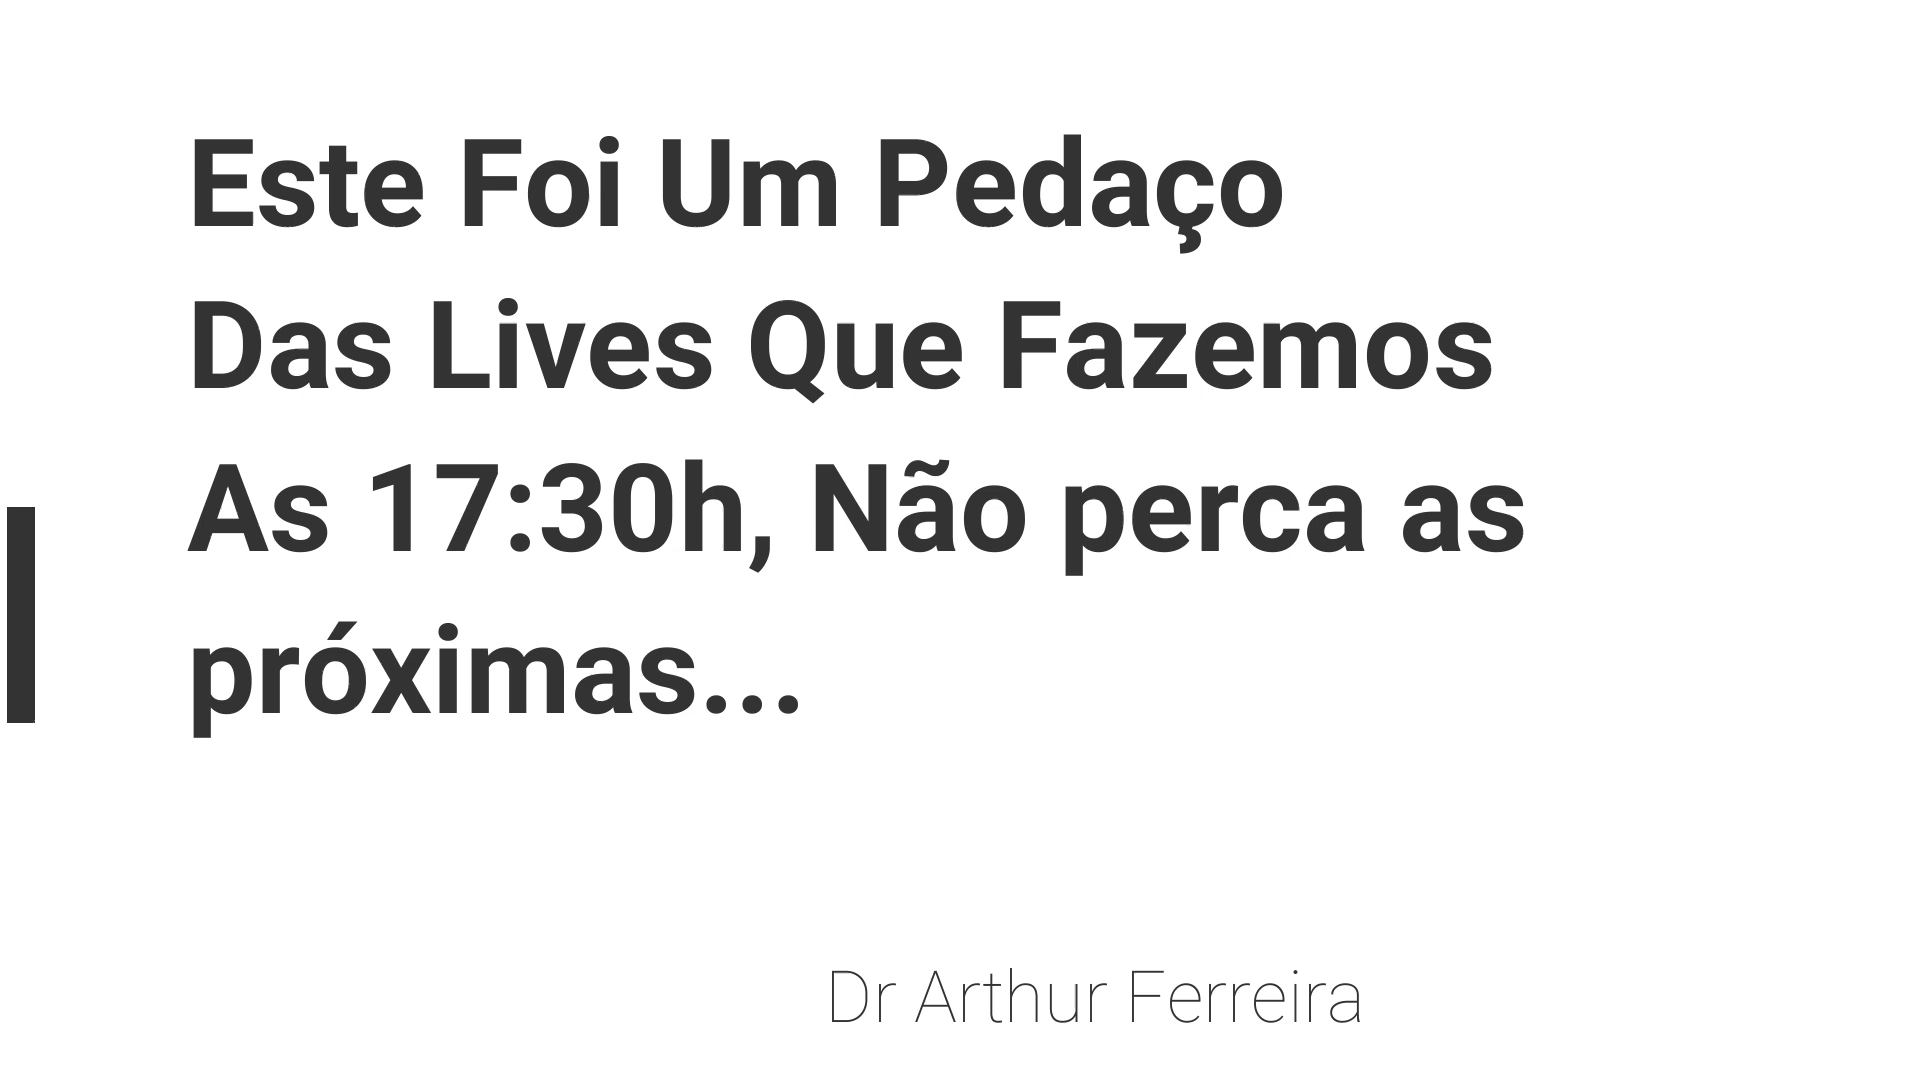 Este Foi Um Pedaço
Das Lives Que Fazemos
As 17:30h, Não perca as
próximas...
Dr Arthur Ferreira